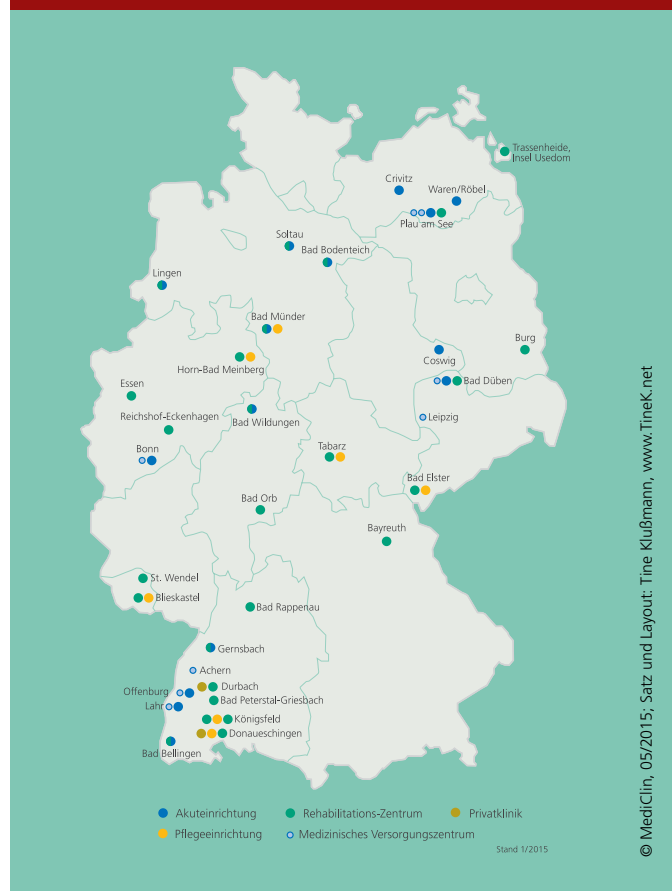 Trassenheide,
Insel Usedom
Crivitz
Waren/Röbel
Plau am See
Soltau
Bad Bodenteich
Lingen
Bad Münder
Burg
Horn-Bad Meinberg
Coswig
Essen
Bad Düben
Reichshof-Eckenhagen
Bad Wildungen
Leipzig
Bonn
Tabarz
Bad Elster
Bad Orb
Bayreuth
St. Wendel
Blieskastel
Bad Rappenau
Gernsbach
Achern
Offenburg
Durbach
Lahr
Bad Peterstal-Griesbach
Königsfeld
Donaueschingen
Bad Bellingen
Akuteinrichtung
Rehabilitations-Zentrum
Privatklinik
Pflegeeinrichtung
Medizinisches Versorgungszentrum
Stand 1/2015
© MediClin, 05/2015; Satz und Layout: Tine Klußmann, www.TineK.net